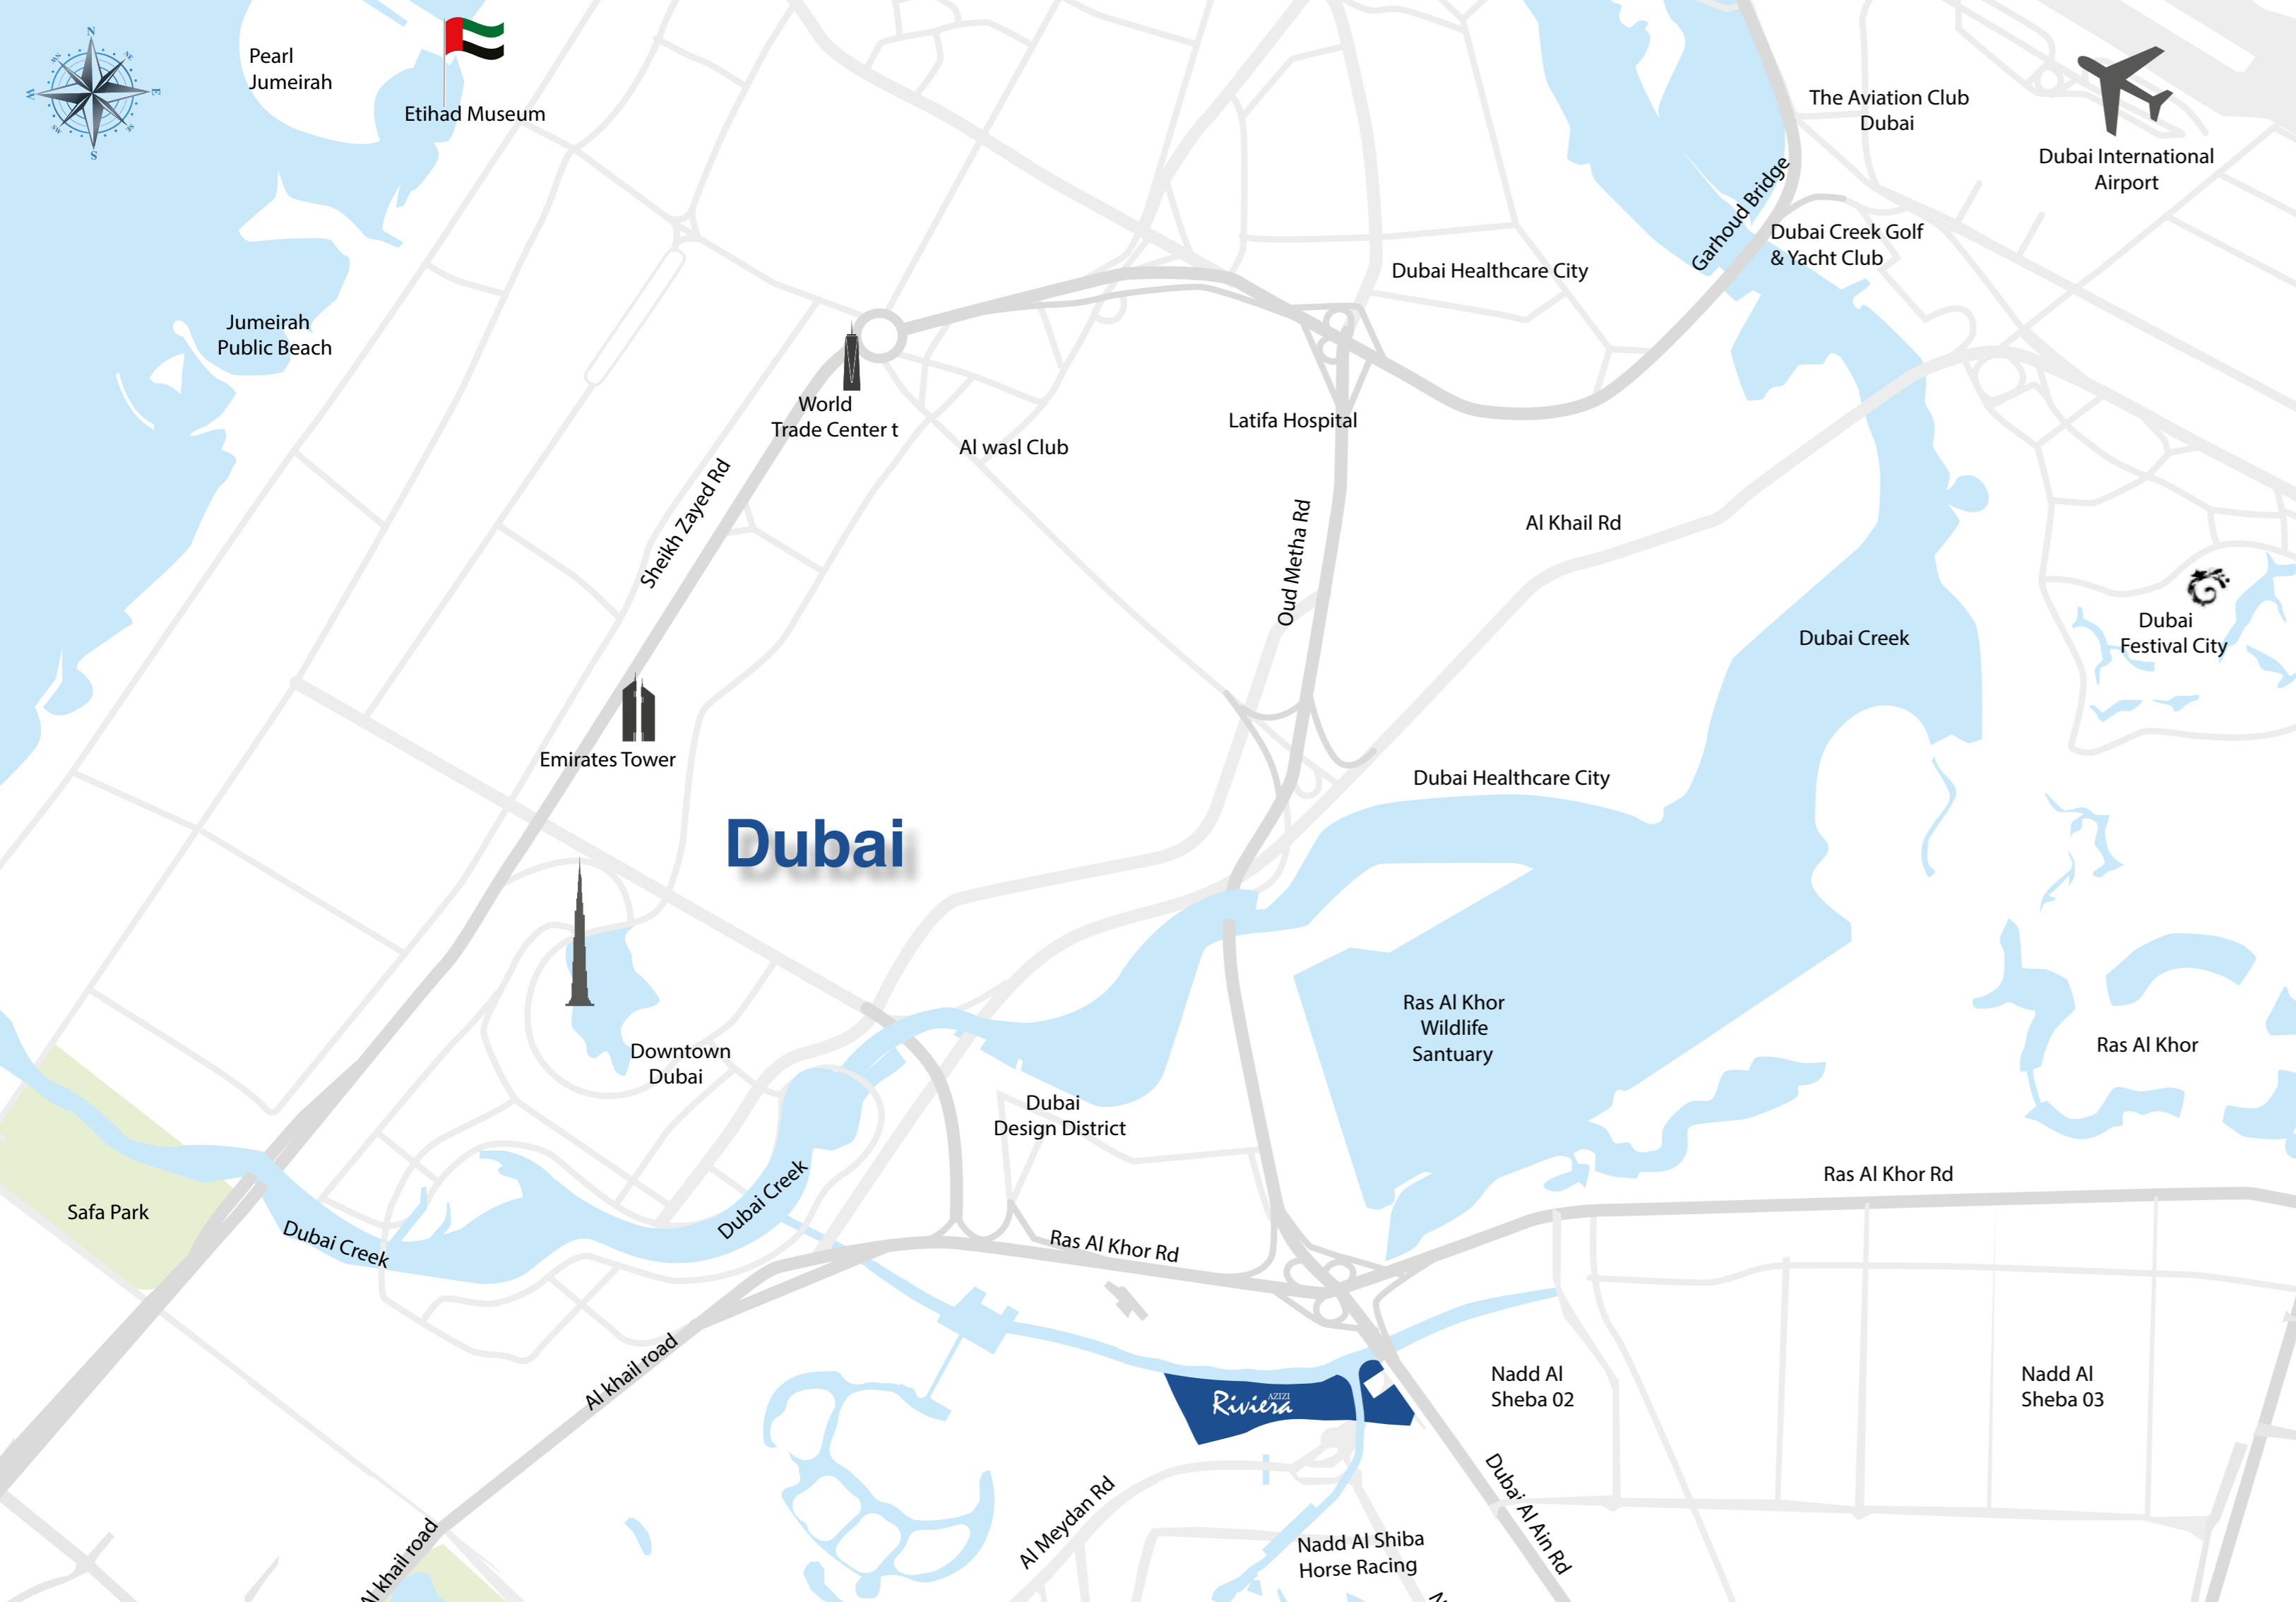 N
W
E
S
Pearl
Jumeirah
Etihad Museum
The Aviation Club
Dubai
Dubai International
Airport
Garhoud Bridge
Dubai Creek Golf
& Yacht Club
Dubai Healthcare City
Jumeirah
Public Beach
World
Trade Center t
Al wasl Club
Latifa Hospital
Sheikh Zayed Rd
Oud Metha Rd
Al Khail Rd
Dubai Creek
Dubai
Festival City
Emirates Tower
Dubai Healthcare City
Dubai
Ras Al Khor
Wildlife
Santuary
Ras Al Khor
Downtown
Dubai
Dubai
Design District
Ras Al Khor Rd
Safa Park
Dubai Creek
Dubai Creek
Ras Al Khor Rd
Al khail road
AZIZI
Riviera
Nadd Al
Sheba 02
Nadd Al
Sheba 03
Al Meydan Rd
Dubai Al Ain Rd
Nadd Al Shiba
Horse Racing
Al khail road